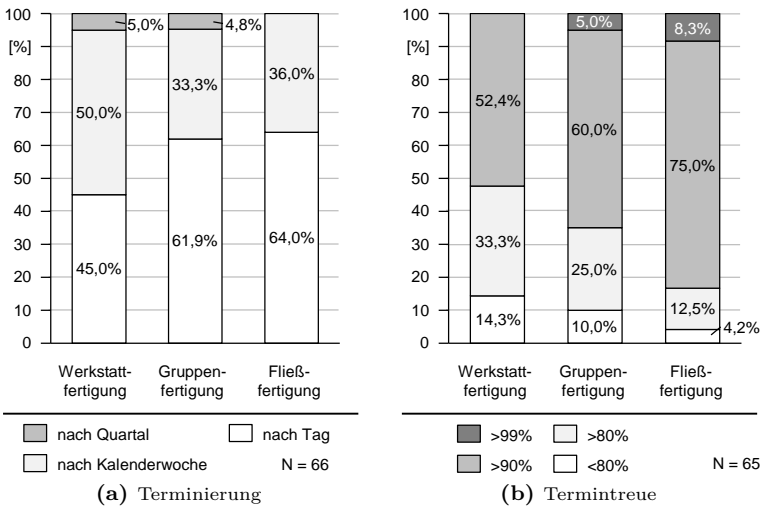 100
[%]
80
70
60
50
40
30
20
10
0
5,0%
4,8%
50,0%
33,3%
36,0%
45,0%
61,9%
64,0%
Werkstatt-
fertigung
Gruppen-
fertigung
Fließ-
fertigung
nach Quartal
nach Tag
nach Kalenderwoche
N = 66
(a) Terminierung
100
[%]
80
70
60
50
40
30
20
10
0
5,0%
8,3%
52,4%
60,0%
75,0%
33,3%
25,0%
12,5%
14,3%
10,0%
4,2%
Werkstatt-
fertigung
Gruppen-
fertigung
Fließ-
fertigung
>99%
>80%
>90%
<80%
N = 65
(b) Termintreue